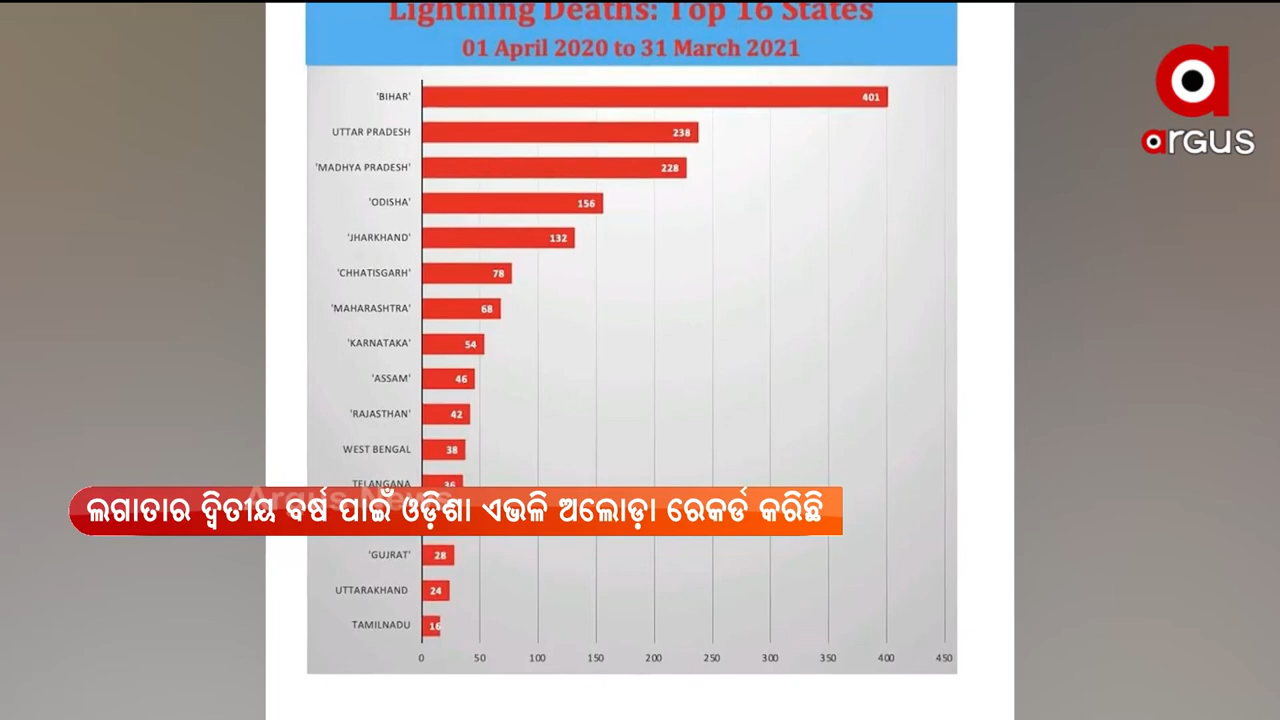 Lightning Deaths: Top 16 States
01 April 2020 to 31 March 2021
argus
'BIHAR' 401
UTTAR PRADESH 238
'MADHYA PRADESH' 228
'ODISHA' 156
'JHARKHAND' 132
'CHHATISGARH' 78
'MAHARASHTRA' 68
'KARNATAKA' 54
'ASSAM' 46
'RAJASTHAN' 42
WEST BENGAL 38
TELANGANA 36
Argus News
ଲଗାତାର ଦ୍ୱିତୀୟ ବର୍ଷ ପାଇଁ ଓଡ଼ିଶା ଏଭଳି ଅଲୋଡ଼ା ରେକର୍ଡ କରିଛି
'GUJRAT' 28
UTTARAKHAND 24
TAMILNADU 16
0 50 100 150 200 250 300 350 400 450